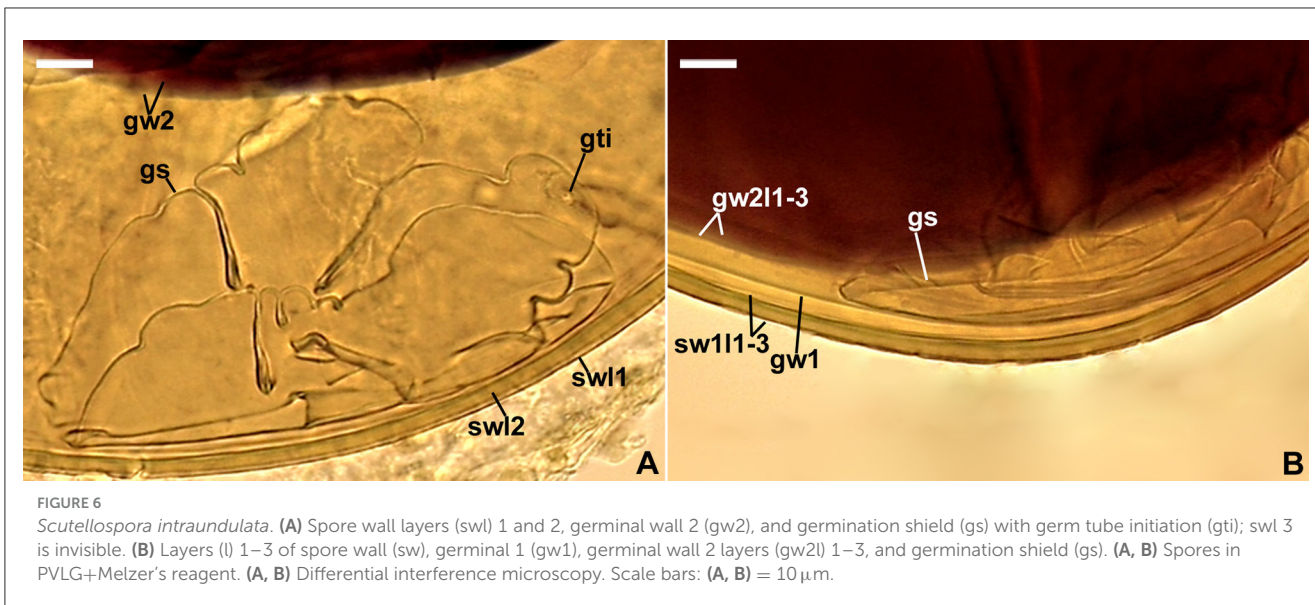 gw2
gs
gti
swl1
swl2
A
gw2l1-3
gs
sw1l1-3
gw1
B
FIGURE 6
Scutellospora intraundulata. (A) Spore wall layers (swl) 1 and 2, germinal wall 2 (gw2), and germination shield (gs) with germ tube initiation (gti); swl 3
is invisible. (B) Layers (l) 1–3 of spore wall (sw), germinal 1 (gw1), germinal wall 2 layers (gw2l) 1–3, and germination shield (gs). (A, B) Spores in
PVLG+Melzer's reagent. (A, B) Differential interference microscopy. Scale bars: (A, B) = 10 μm.